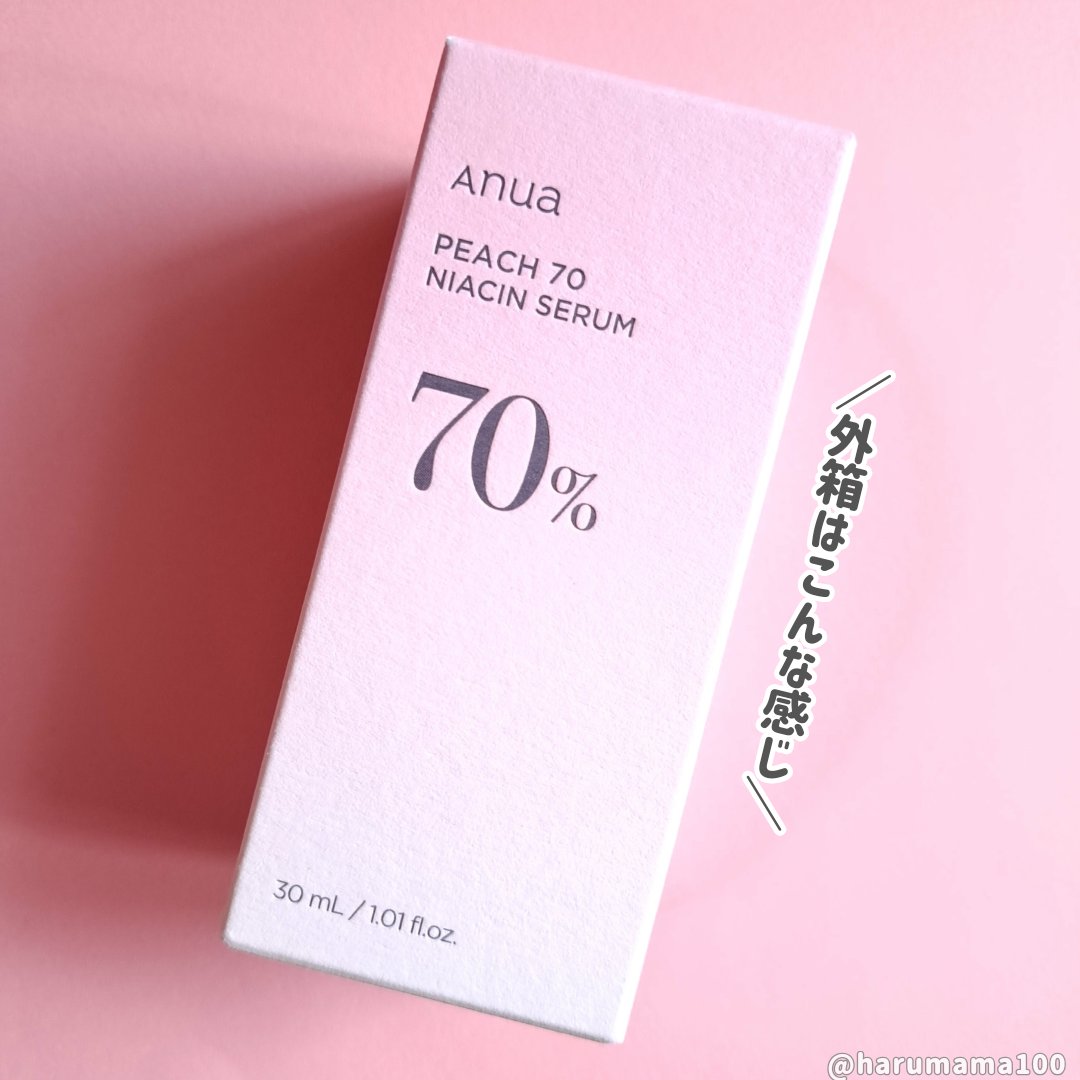 Anua
PEACH 70
NIACIN SERUM
70%
30 mL / 1.01 fl.oz.
外箱はこんな感じ
@harumama100